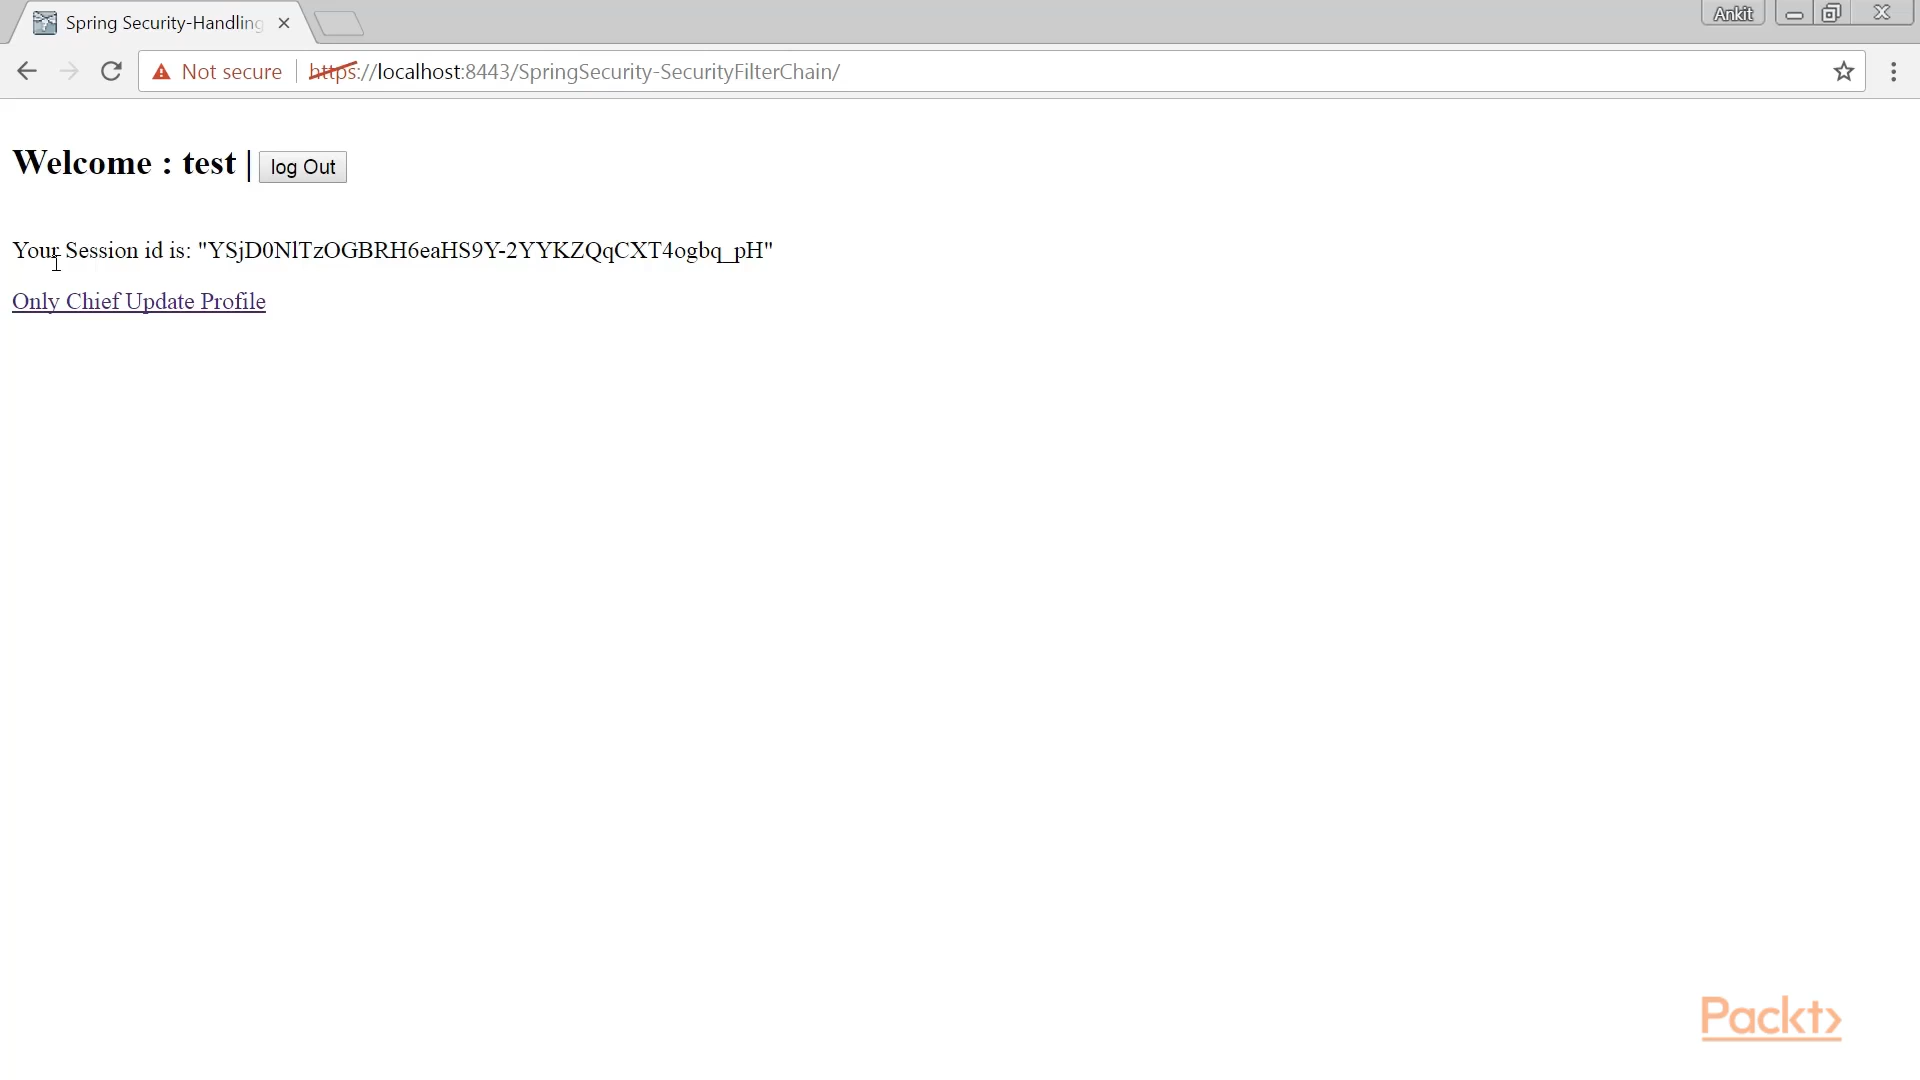 Spring Security-Handling
Ankit
Not secure
https://localhost:8443/SpringSecurity-SecurityFilterChain/
Welcome : test | log Out
Your Session id is: "YSjD0NlTzOGBRH6eaHS9Y-2YYKZQqCXT4ogbq_pH"
Only Chief Update Profile
Packt>